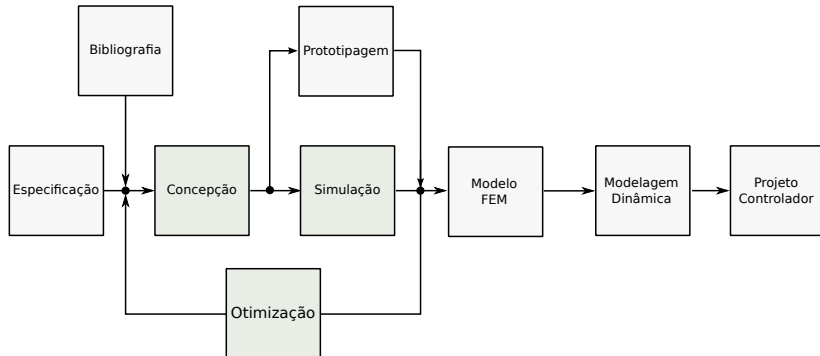 Bibliografia
Prototipagem
Especificação
Concepção
Simulação
Modelo
FEM
Modelagem
Dinâmica
Projeto
Controlador
Otimização